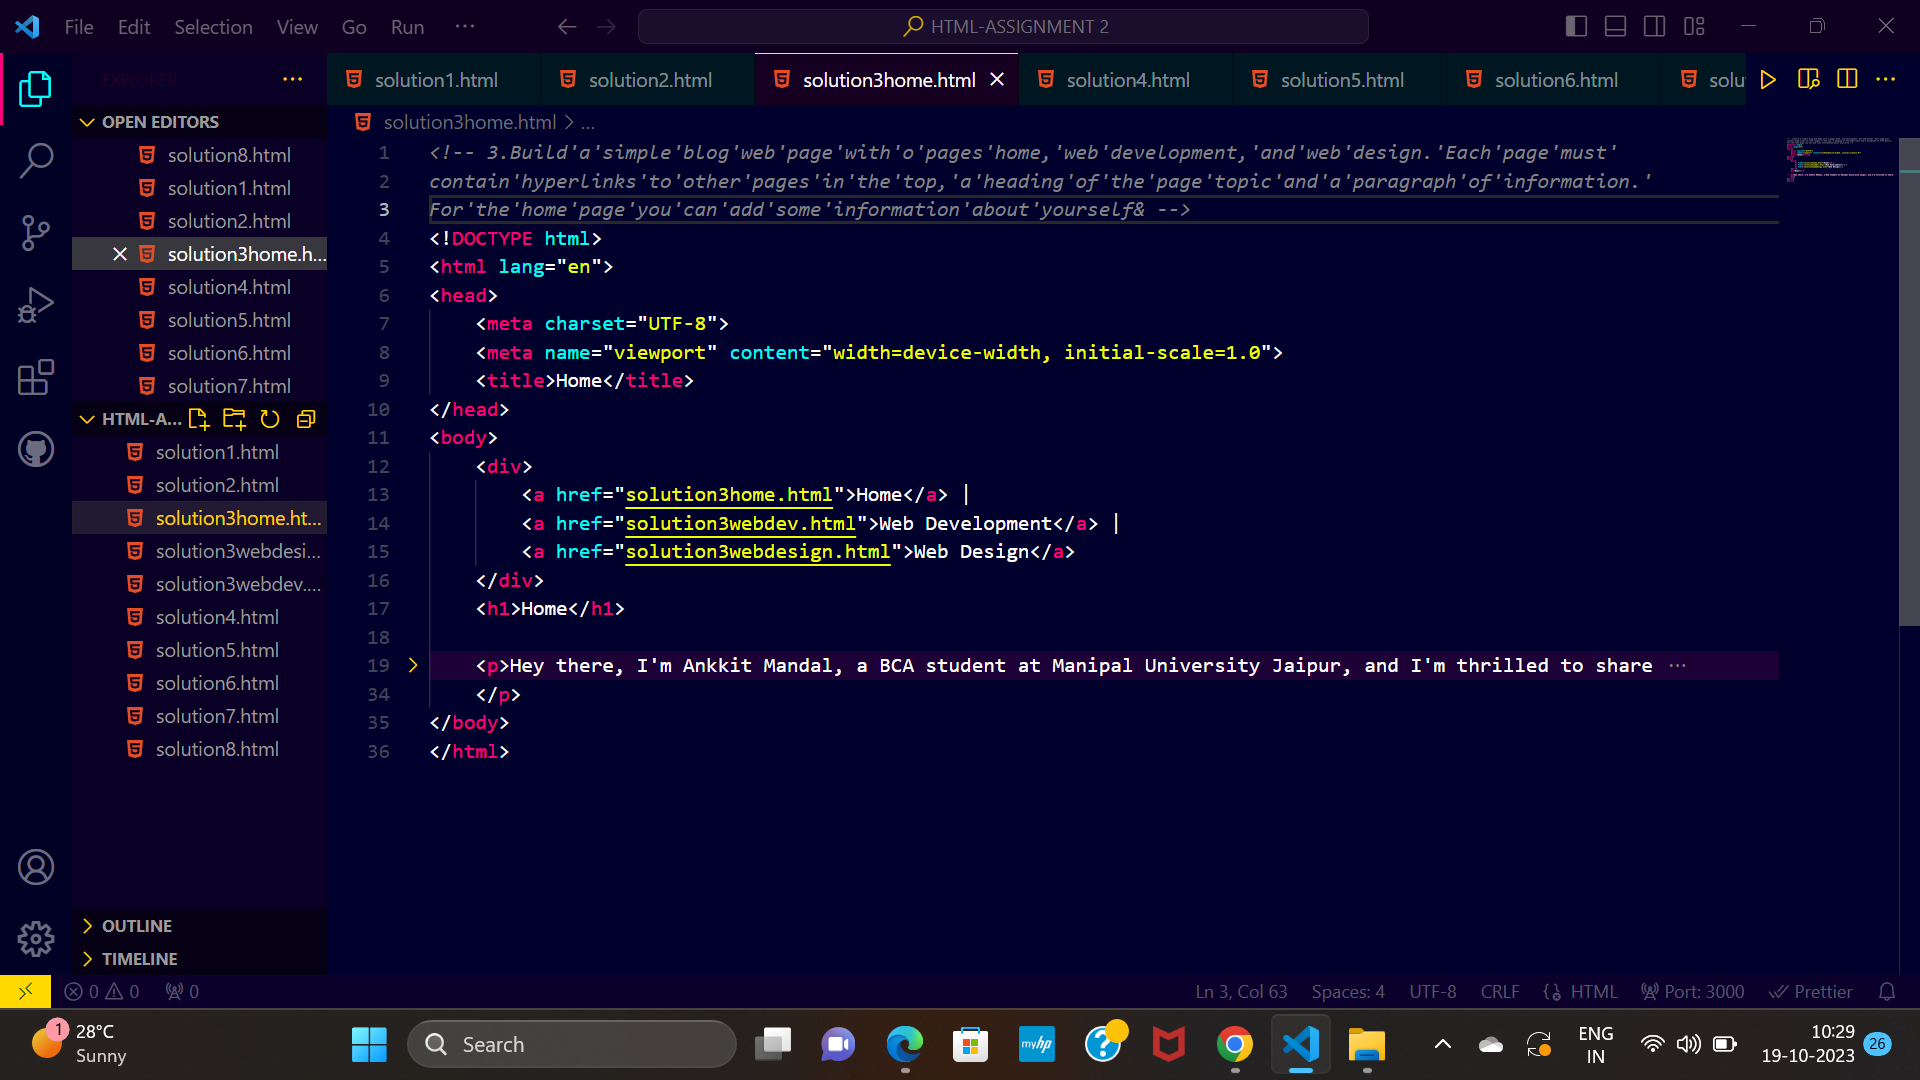 File Edit Selection View Go Run ... HTML-ASSIGNMENT 2
EXPLORER
OPEN EDITORS
solution8.html
solution1.html
solution2.html
solution3home.h...
solution4.html
solution5.html
solution6.html
solution7.html
HTML-A...
solution1.html
solution2.html
solution3home.ht...
solution3webdesi...
solution3webdev....
solution4.html
solution5.html
solution6.html
solution7.html
solution8.html
OUTLINE
TIMELINE
solution1.html solution2.html solution3home.html solution4.html solution5.html solution6.html solu
solution3home.html > ...
1 <!-- 3.Build'a'simple'blog'web'page'with'o'pages'home,'web'development,'and'web'design.'Each'page'must'
2 contain'hyperlinks'to'other'pages'in'the'top,'a'heading'of'the'page'topic'and'a'paragraph'of'information.'
3 For'the'home'page'you'can'add'some'information'about'yourself& -->
4 <!DOCTYPE html>
5 <html lang="en">
6 <head>
7 <meta charset="UTF-8">
8 <meta name="viewport" content="width=device-width, initial-scale=1.0">
9 <title>Home</title>
10 </head>
11 <body>
12 <div>
13 <a href="solution3home.html">Home</a> |
14 <a href="solution3webdev.html">Web Development</a> |
15 <a href="solution3webdesign.html">Web Design</a>
16 </div>
17 <h1>Home</h1>
18
19 <p>Hey there, I'm Ankkit Mandal, a BCA student at Manipal University Jaipur, and I'm thrilled to share ...
34 </p>
35 </body>
36 </html>
0 0 0 Ln 3, Col 63 Spaces: 4 UTF-8 CRLF HTML Port: 3000 Prettier
1
28°C
Sunny
Search
myhp
ENG
IN
10:29
19-10-2023
26